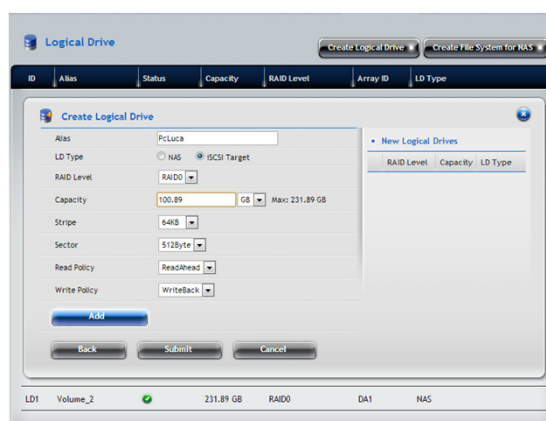 Logical Drive
Create Logical Drive
Create File System for NAS
ID Alias Status Capacity RAID Level Array ID LD Type
Create Logical Drive
Alias PcLuca
LD Type NAS ISCSI Target
RAID Level RAID0
Capacity 100.89 GB Max: 231.89 GB
Stripe 64KB
Sector 512Byte
Read Policy ReadAhead
Write Policy WriteBack
Add
Back Submit Cancel
New Logical Drives
RAID Level Capacity LD Type
LD1 Volume_2 231.89 GB RAID0 DA1 NAS